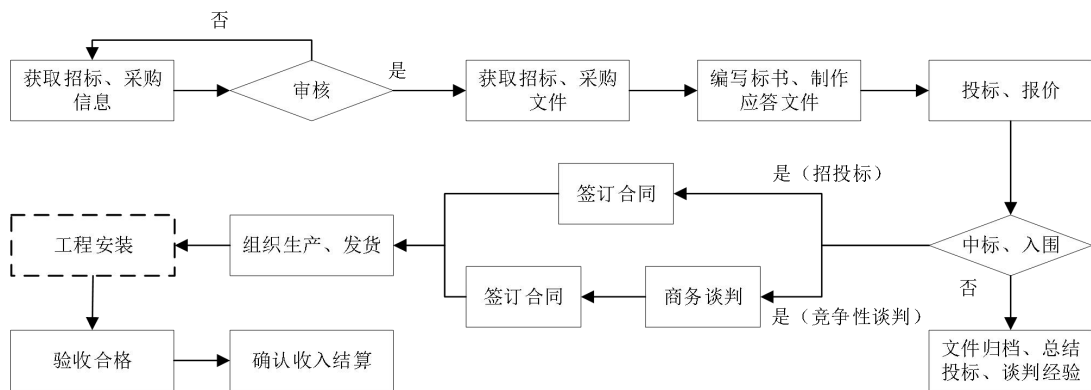 否
获取招标、采购
信息
审核
是
获取招标、采购
文件
编写标书、制作
应答文件
投标、报价
是（招投标）
签订合同
工程安装
组织生产、发货
中标、入围
签订合同
商务谈判
是（竞争性谈判）
否
验收合格
确认收入结算
文件归档、总结
投标、谈判经验